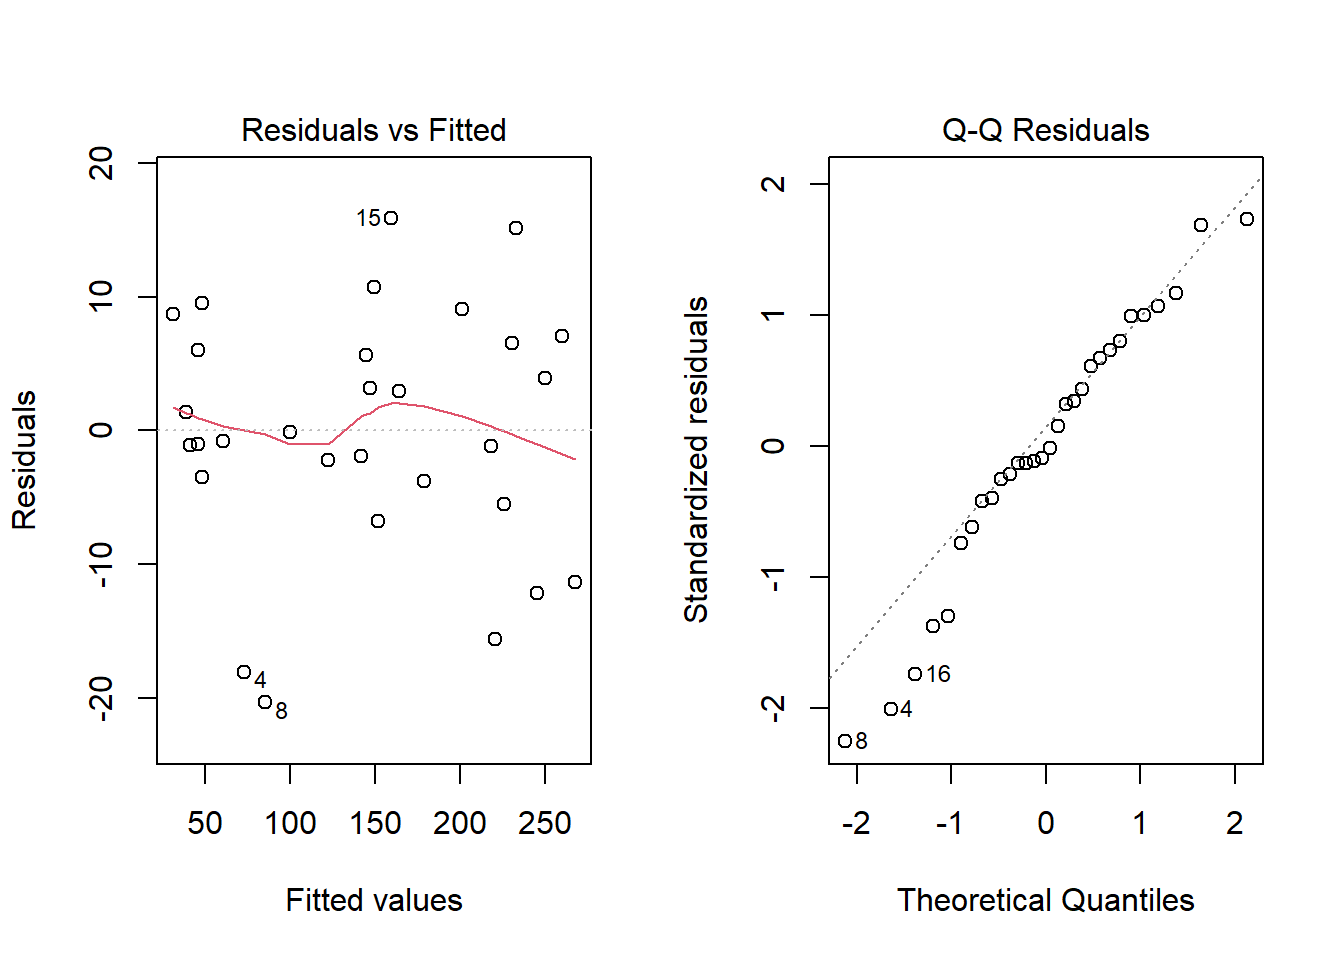 Residuals vs Fitted
20
10
0
-10
-20
Residuals
15
4
8
50 100 150 200 250
Fitted values
Q-Q Residuals
2
1
0
-1
-2
Standardized residuals
16
4
8
-2 -1 0 1 2
Theoretical Quantiles